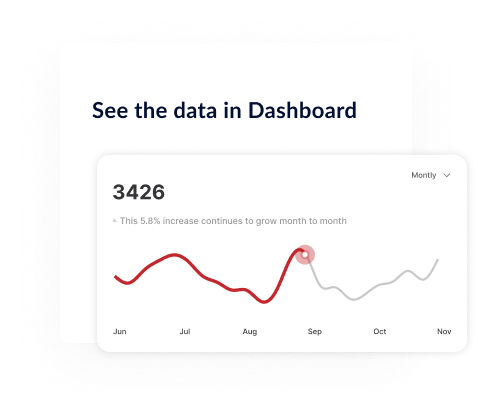 See the data in Dashboard
Montly
3426
This 5.8% increase continues to grow month to month
Jun Jul Aug Sep Oct Nov